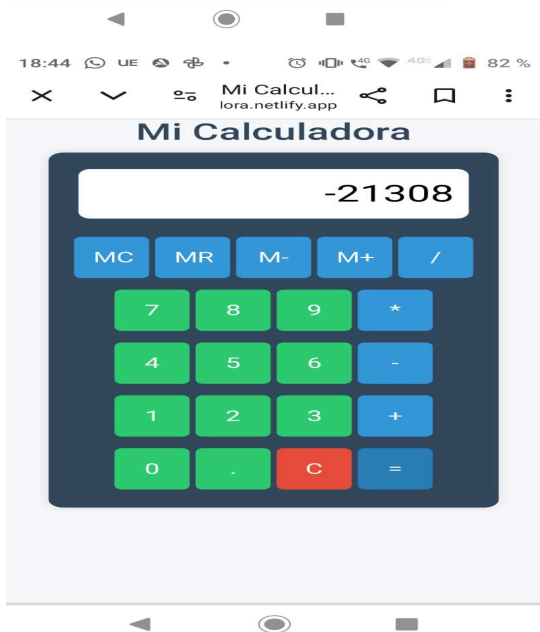 18:44 UE 4G 4G 82 %
Mi Calcul...
lora.netlify.app
Mi Calculadora
-21308
MC MR M- M+ /
7 8 9 *
4 5 6 -
1 2 3 +
0 . C =